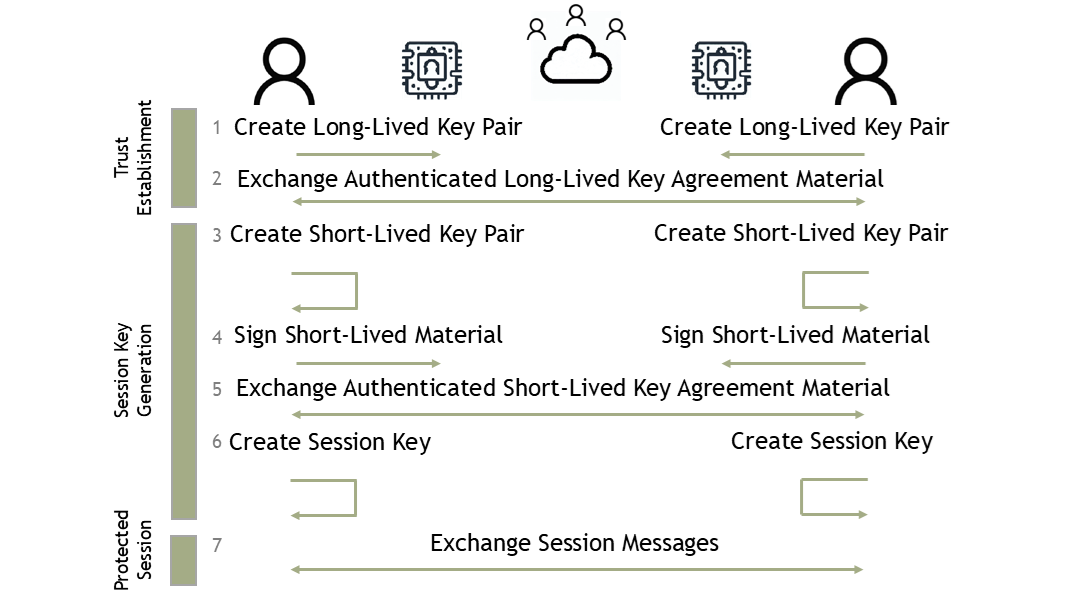 Trust
Establishment
1 Create Long-Lived Key Pair
Create Long-Lived Key Pair
2 Exchange Authenticated Long-Lived Key Agreement Material
Session Key
Generation
3 Create Short-Lived Key Pair
Create Short-Lived Key Pair
4 Sign Short-Lived Material
Sign Short-Lived Material
5 Exchange Authenticated Short-Lived Key Agreement Material
6 Create Session Key
Create Session Key
Protected
Session
7 Exchange Session Messages